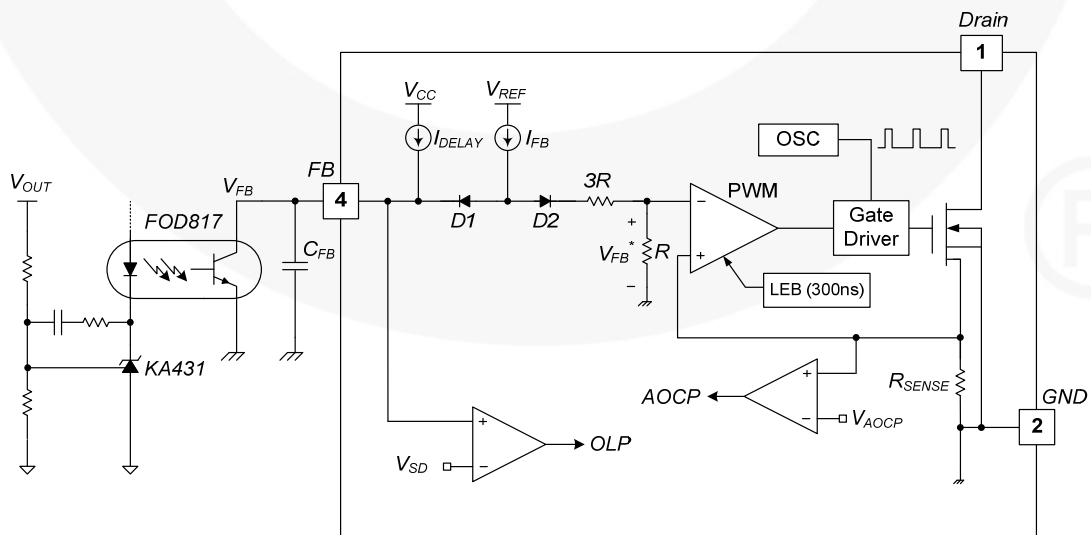 Drain
1
V_CC
V_REF
I_DELAY
I_FB
OSC
V_OUT
FB
V_FB
4
3R
PWM
FOD817
D1
D2
−
Gate
Driver
C_FB
+
V_FB*
R
−
+
LEB (300ns)
KA431
R_SENSE
GND
AOCP
+
−
V_AOCP
2
+
OLP
V_SD
−
R